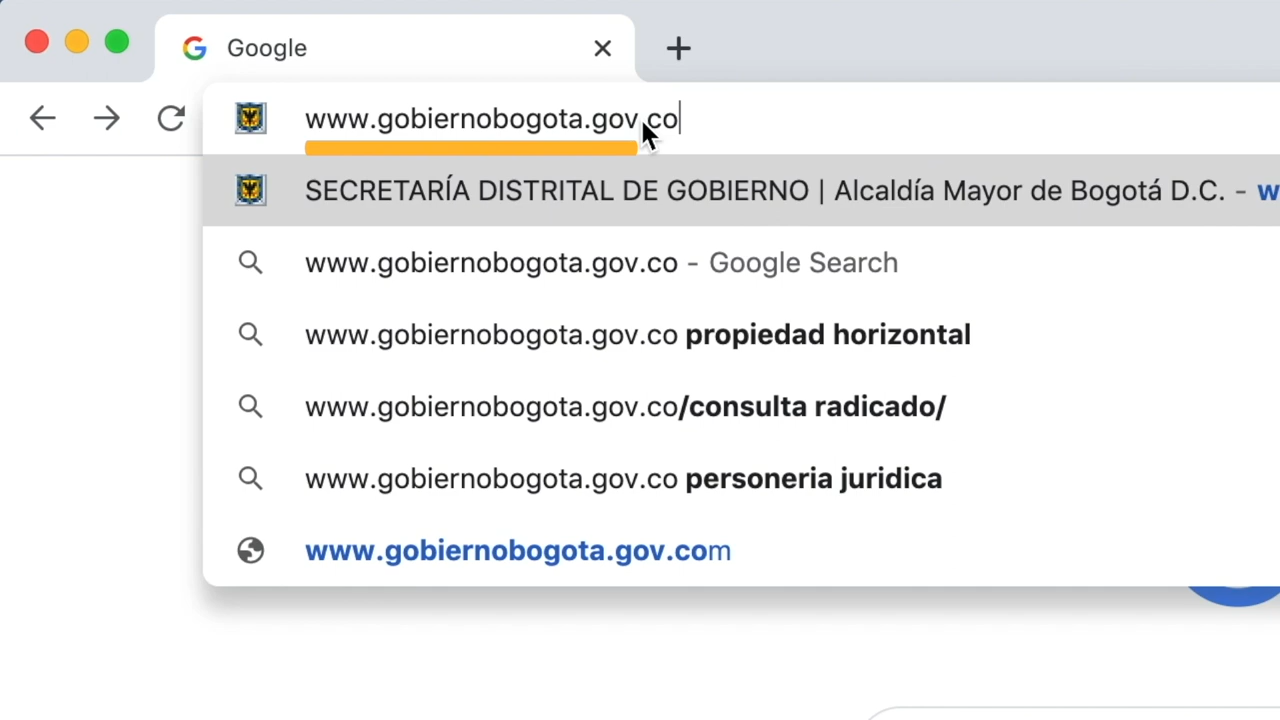 Google
www.gobiernobogota.gov.co
SECRETARÍA DISTRITAL DE GOBIERNO | Alcaldía Mayor de Bogotá D.C. - w
www.gobiernobogota.gov.co - Google Search
www.gobiernobogota.gov.co propiedad horizontal
www.gobiernobogota.gov.co/consulta radicado/
www.gobiernobogota.gov.co personeria juridica
www.gobiernobogota.gov.com